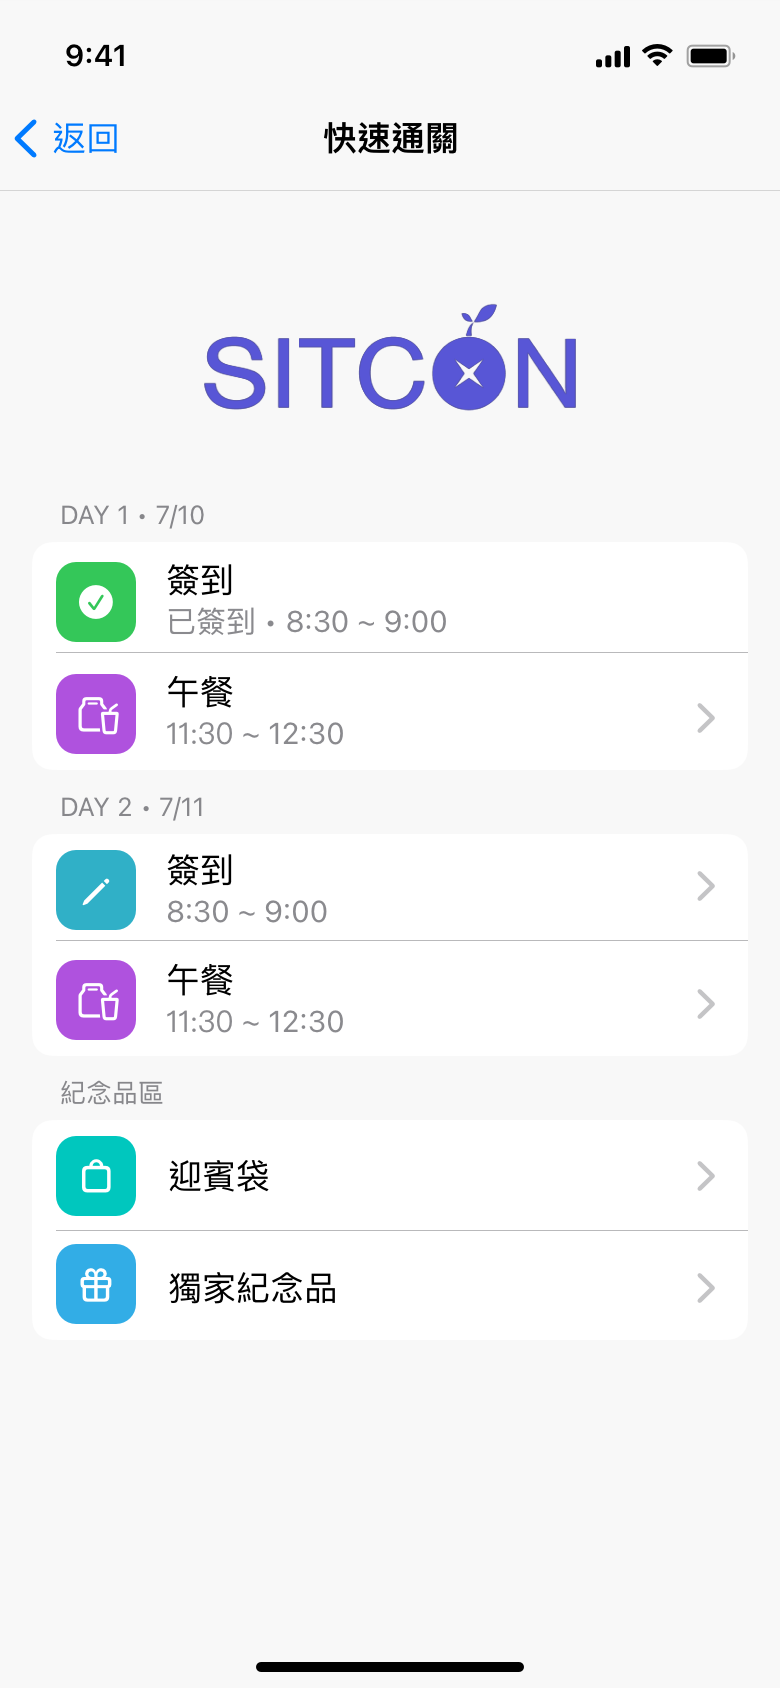 9:41
返回
快速通關
SITCON
DAY 1 • 7/10
簽到
已簽到 • 8:30 ~ 9:00
午餐
11:30 ~ 12:30
DAY 2 • 7/11
簽到
8:30 ~ 9:00
午餐
11:30 ~ 12:30
紀念品區
迎賓袋
獨家紀念品